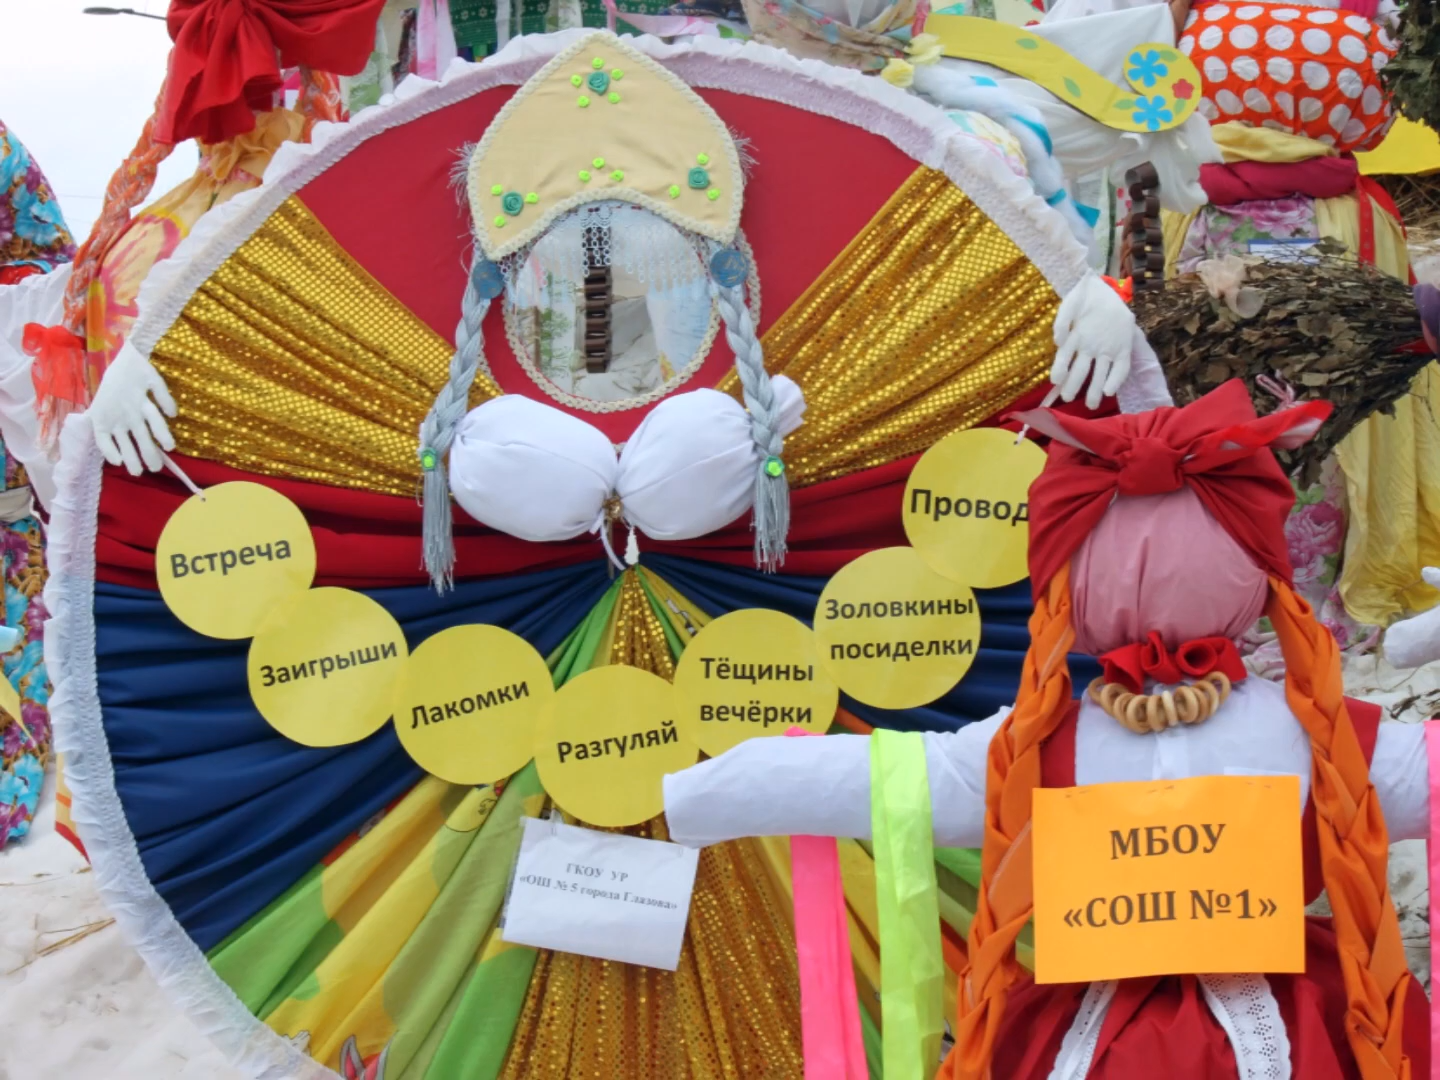 Встреча
Заигрыши
Лакомки
Разгуляй
Тёщины
вечёрки
Золовкины
посиделки
Провод
ГКОУ УР
«ОШ № 5 города Глазова»
МБОУ
«СОШ №1»